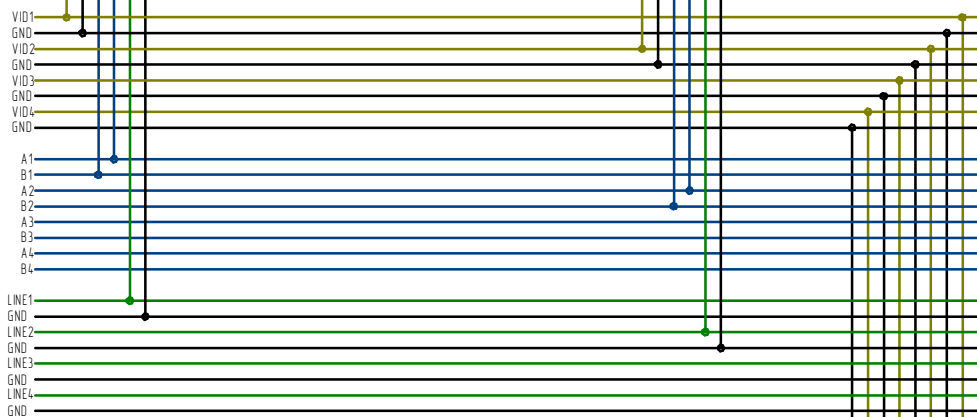 VID1
GND
VID2
GND
VID3
GND
VID4
GND
A1
B1
A2
B2
A3
B3
A4
B4
LINE1
GND
LINE2
GND
LINE3
GND
LINE4
GND